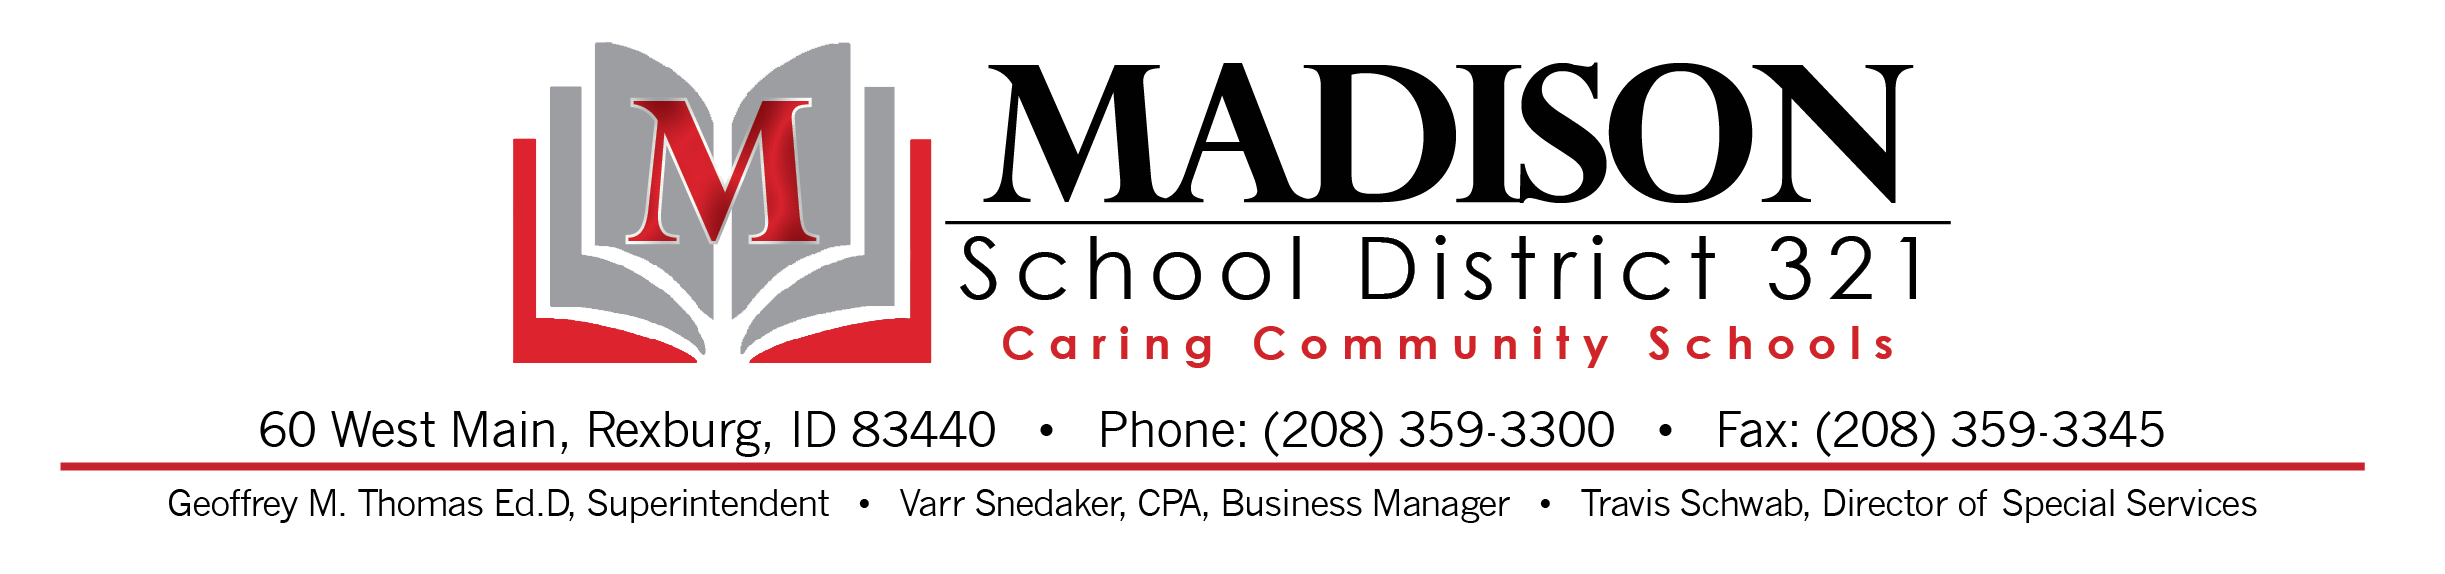 M
MADISON
School District 321
Caring Community Schools
60 West Main, Rexburg, ID 83440 • Phone: (208) 359-3300 • Fax: (208) 359-3345
Geoffrey M. Thomas Ed.D, Superintendent • Varr Snedaker, CPA, Business Manager • Travis Schwab, Director of Special Services